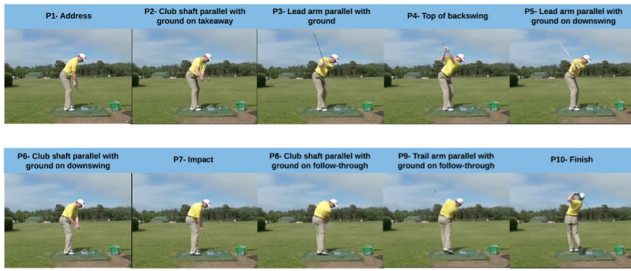 P1- Address
P2- Club shaft parallel with
ground on takeaway
P3- Lead arm parallel with
ground
P4- Top of backswing
P5- Lead arm parallel with
ground on downswing
P6- Club shaft parallel with
ground on downswing
P7- Impact
P8- Club shaft parallel with
ground on follow-through
P9- Trail arm parallel with
ground on follow-through
P10- Finish